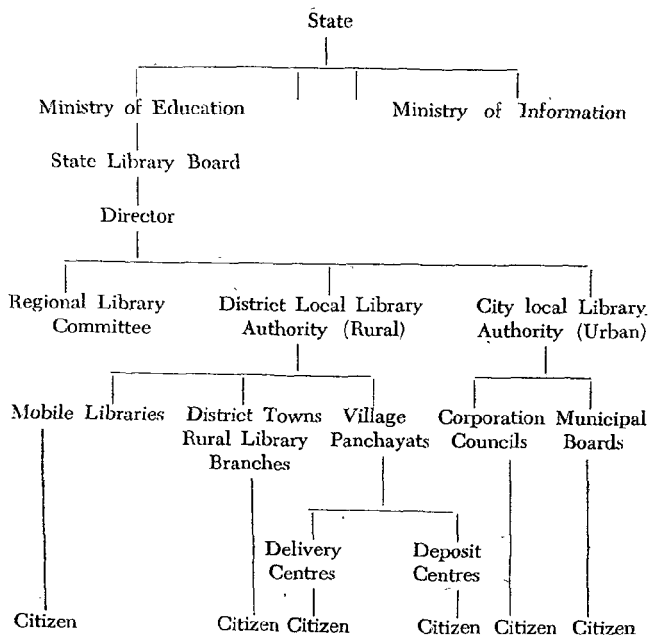 State
Ministry of Education
Ministry of Information
State Library Board
Director
Regional Library
Committee
District Local Library
Authority (Rural)
City local Library
Authority (Urban)
Mobile Libraries
District Towns
Rural Library
Branches
Village
Panchayats
Corporation
Councils
Municipal
Boards
Delivery
Centres
Deposit
Centres
Citizen
Citizen
Citizen
Citizen
Citizen
Citizen